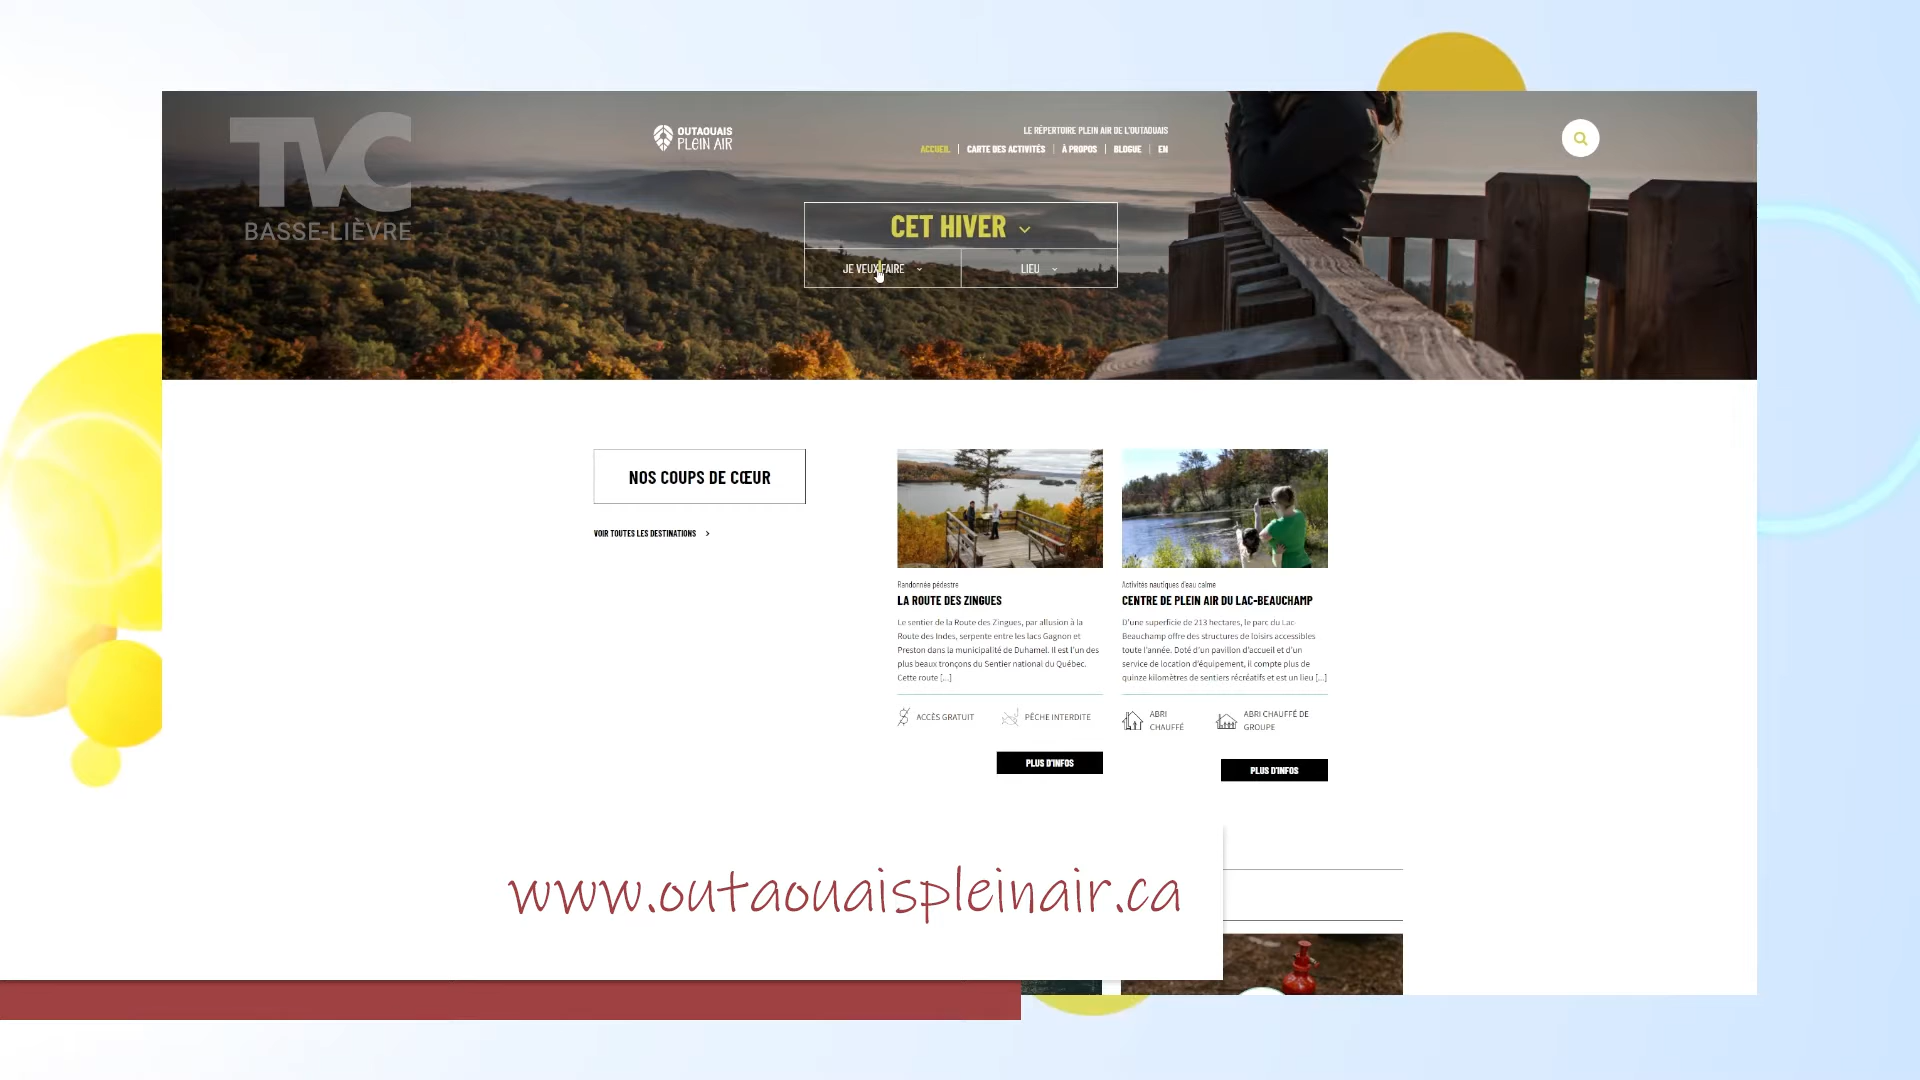 TVC
BASSE-LIÈVRE
OUTAOUAIS
PLEIN AIR
LE RÉPERTOIRE PLEIN AIR DE L'OUTAOUAIS
ACCUEIL | CARTE DES ACTIVITÉS | À PROPOS | BLOGUE | EN
CET HIVER
JE VEUX FAIRE
LIEU
NOS COUPS DE CŒUR
VOIR TOUTES LES DESTINATIONS >
Randonnée pédestre
LA ROUTE DES ZINGUES
Le sentier de la Route des Zingues, par allusion à la
Route des Indes, serpente entre les lacs Gagnon et
Preston dans la municipalité de Duhamel. Il est l'un des
plus beaux tronçons du Sentier national du Québec.
Cette route [...]
ACCÈS GRATUIT
PÊCHE INTERDITE
PLUS D'INFOS
Activités nautiques d'eau calme
CENTRE DE PLEIN AIR DU LAC-BEAUCHAMP
D'une superficie de 213 hectares, le parc du Lac-
Beauchamp offre des structures de loisirs accessibles
toute l'année. Doté d'un pavillon d'accueil et d'un
service de location d'équipement, il compte plus de
quinze kilomètres de sentiers récréatifs et est un lieu [...]
ABRI
CHAUFFÉ
ABRI CHAUFFÉ DE
GROUPE
PLUS D'INFOS
www.outaouaispleinair.ca